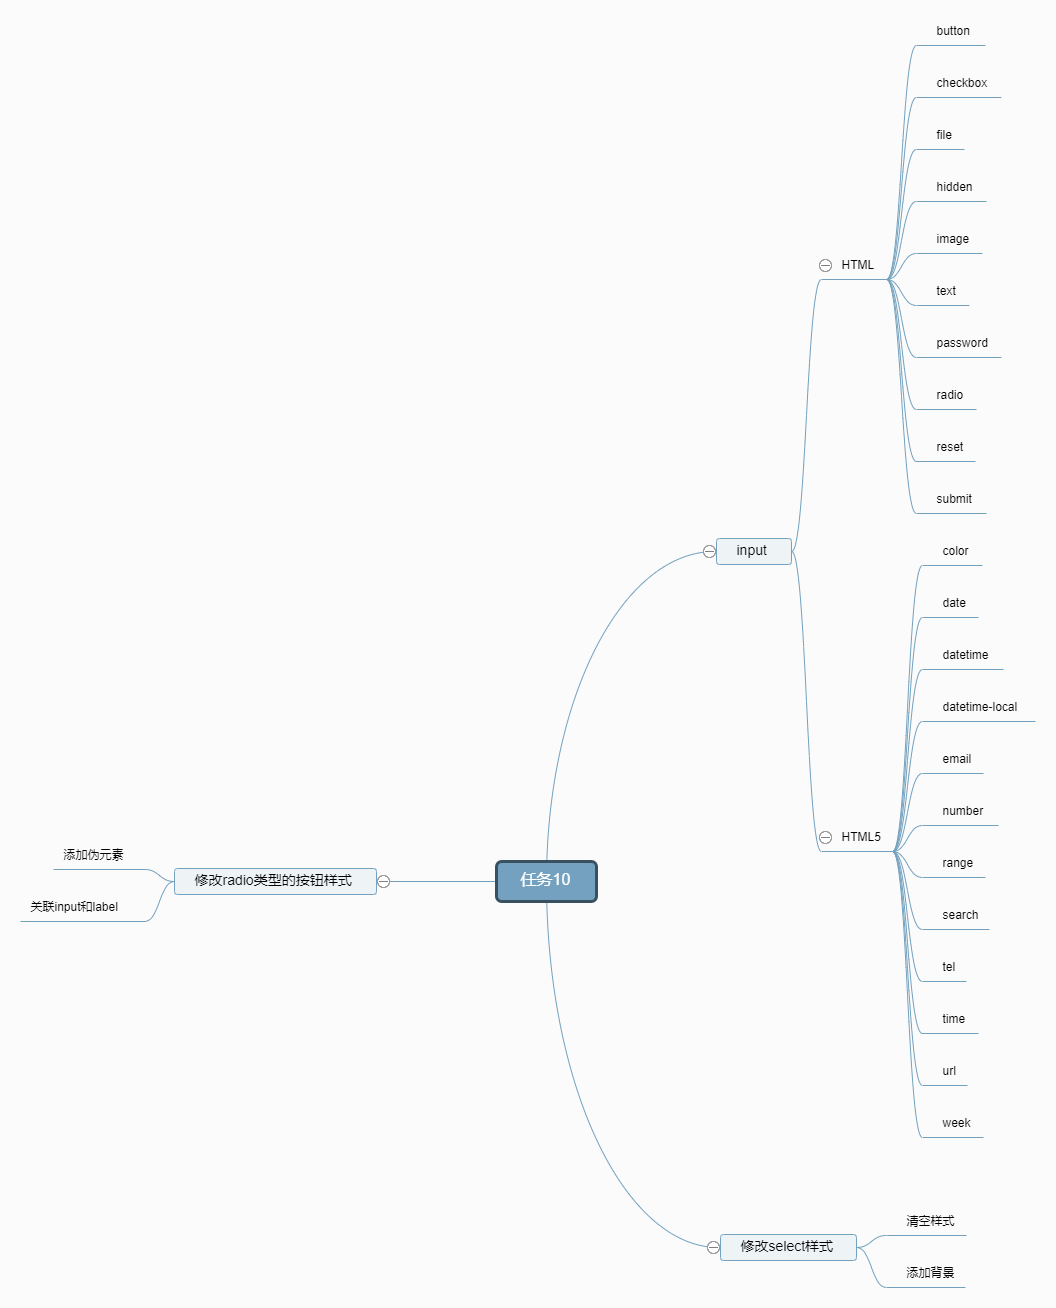 button
checkbox
file
hidden
image
HTML
text
password
radio
reset
submit
input
color
date
datetime
datetime-local
email
number
HTML5
range
search
tel
time
url
week
任务10
修改radio类型的按钮样式
添加伪元素
关联input和label
修改select样式
清空样式
添加背景